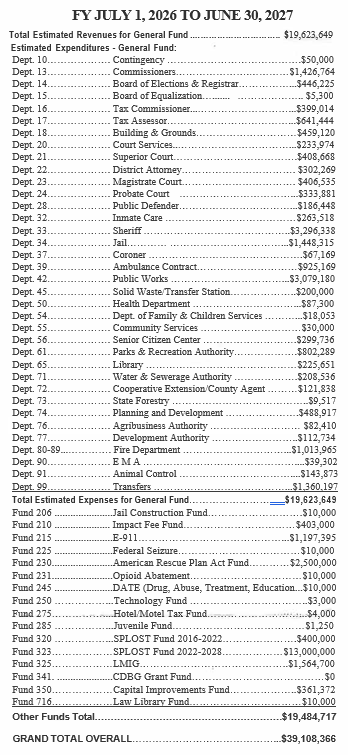 FY JULY 1, 2026 TO JUNE 30, 2027
Total Estimated Revenues for General Fund .................................. $19,623,649
Estimated Expenditures - General Fund:
Dept. 10.................... Contingency ........................................$50,000
Dept. 13.................... Commissioners....................................$1,426,764
Dept. 14.................... Board of Elections & Registrar....................$446,225
Dept. 15.................... Board of Equalization.......... ....................$5,300
Dept. 16.................... Tax Commissioner..................................$399,014
Dept. 17.................... Tax Assessor......................................$641,444
Dept. 18.................... Building & Grounds................................$459,120
Dept. 20.................... Court Services....................................$233,974
Dept. 21.................... Superior Court....................................$408,668
Dept. 22.................... District Attorney.................................$302,269
Dept. 23.................... Magistrate Court..................................$406,535
Dept. 24.................... Probate Court ....................................$333,881
Dept. 28.................... Public Defender...................................$186,448
Dept. 32.................... Inmate Care ......................................$263,518
Dept. 33.................... Sheriff ........................................$3,296,338
Dept. 34.................... Jail............................................$1,448,315
Dept. 37.................... Coroner ...........................................$67,169
Dept. 39.................... Ambulance Contract................................$925,169
Dept. 42.................... Public Works ...................................$3,079,180
Dept. 45.................... Solid Waste/Transfer Station......................$200,000
Dept. 50.................... Health Department .................................$87,300
Dept. 54.................... Dept. of Family & Children Services ...............$18,053
Dept. 55.................... Community Services ................................$30,000
Dept. 56.................... Senior Citizen Center ............................$299,736
Dept. 61.................... Parks & Recreation Authority......................$802,289
Dept. 65.................... Library ..........................................$225,651
Dept. 71.................... Water & Sewerage Authority .......................$208,536
Dept. 72.................... Cooperative Extension/County Agent ............... $121,838
Dept. 73.................... State Forestry .....................................$9,517
Dept. 74.................... Planning and Development .........................$488,917
Dept. 76.................... Agribusiness Authority ........................... $82,410
Dept. 77.................... Development Authority ............................$112,734
Dept. 80-89................. Fire Department ................................$1,013,965
Dept. 90.................... E M A .............................................$39,302
Dept. 91.................... Animal Control ...................................$143,873
Dept. 99.................... Transfers ......................................$1,360,197
Total Estimated Expenses for General Fund.........................___$19,623,649
Fund 206 ....................Jail Construction Fund.............................$10,000
Fund 210 ....................Impact Fee Fund...................................$403,000
Fund 215 ....................E-911...........................................$1,197,395
Fund 225 ....................Federal Seizure....................................$10,000
Fund 230.....................American Rescue Plan Act Fund...................$2,500,000
Fund 231.....................Opioid Abatement...................................$10,000
Fund 245 ....................DATE (Drug, Abuse, Treatment, Education...$10,000
Fund 250 ....................Technology Fund ....................................$3,000
Fund 275.....................Hotel/Motel Tax Fund................................$4,000
Fund 285 ....................Juvenile Fund.......................................$1,250
Fund 320 ....................SPLOST Fund 2016-2022.............................$400,000
Fund 323.....................SPLOST Fund 2022-2028..........................$13,000,000
Fund 325.....................LMIG............................................$1,564,700
Fund 341. ...................CDBG Grant Fund.........................................$0
Fund 350.....................Capital Improvements Fund.........................$361,372
Fund 716.....................Law Library Fund...................................$10,000
Other Funds Total.................................................$19,484,717
GRAND TOTAL OVERALL...............................................$39,108,366